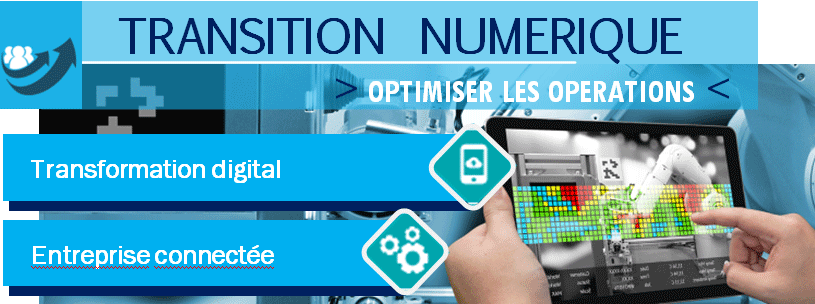 TRANSITION NUMERIQUE
> OPTIMISER LES OPERATIONS <
Transformation digital
Entreprise connectée